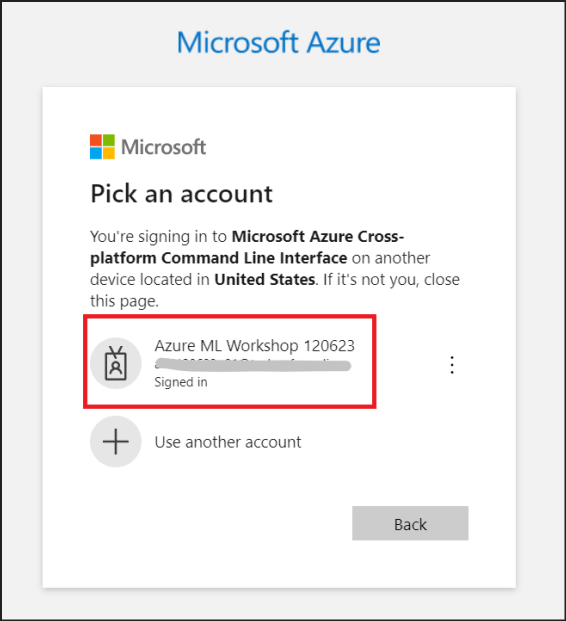 Microsoft Azure
Microsoft
Pick an account
You're signing in to Microsoft Azure Cross-
platform Command Line Interface on another
device located in United States. If it's not you, close
this page.
Azure ML Workshop 120623
Signed in
Use another account
Back